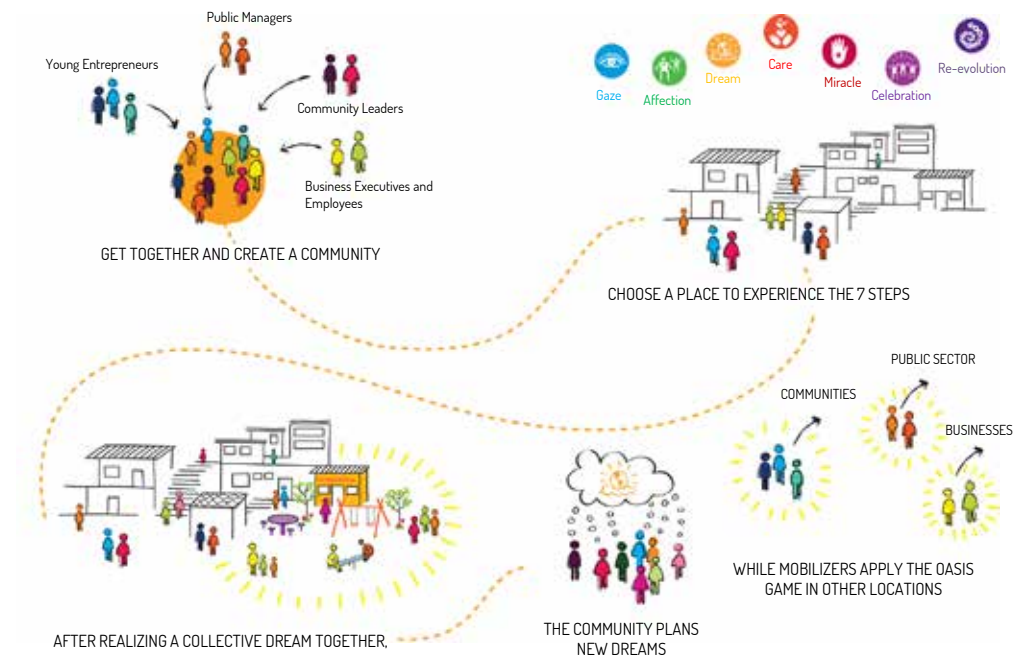 Public Managers
Young Entrepreneurs
Community Leaders
Business Executives and
Employees
GET TOGETHER AND CREATE A COMMUNITY
Gaze
Affection
Dream
Care
Miracle
Celebration
Re-evolution
CHOOSE A PLACE TO EXPERIENCE THE 7 STEPS
AFTER REALIZING A COLLECTIVE DREAM TOGETHER,
THE COMMUNITY PLANS
NEW DREAMS
COMMUNITIES
PUBLIC SECTOR
BUSINESSES
WHILE MOBILIZERS APPLY THE OASIS
GAME IN OTHER LOCATIONS